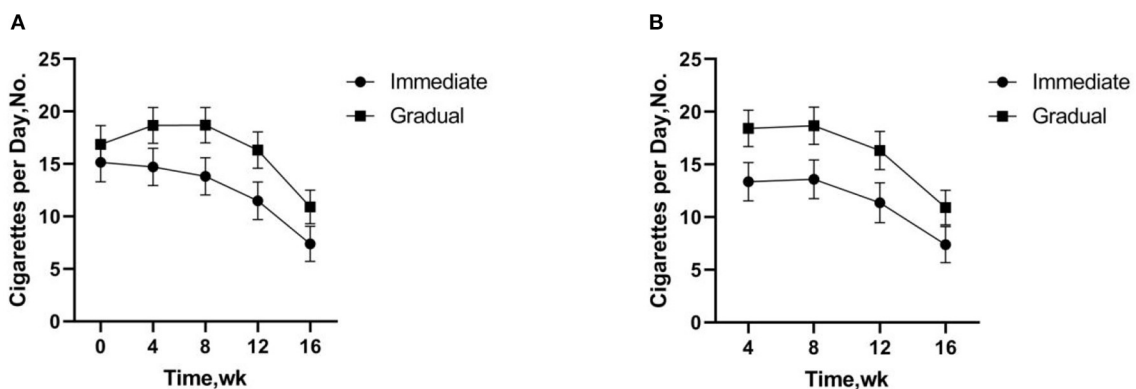 A
25
20
15
10
5
0
Cigarettes per Day,No.
0 4 8 12 16
Time,wk
Immediate
Gradual
B
25
20
15
10
5
0
Cigarettes per Day,No.
4 8 12 16
Time,wk
Immediate
Gradual